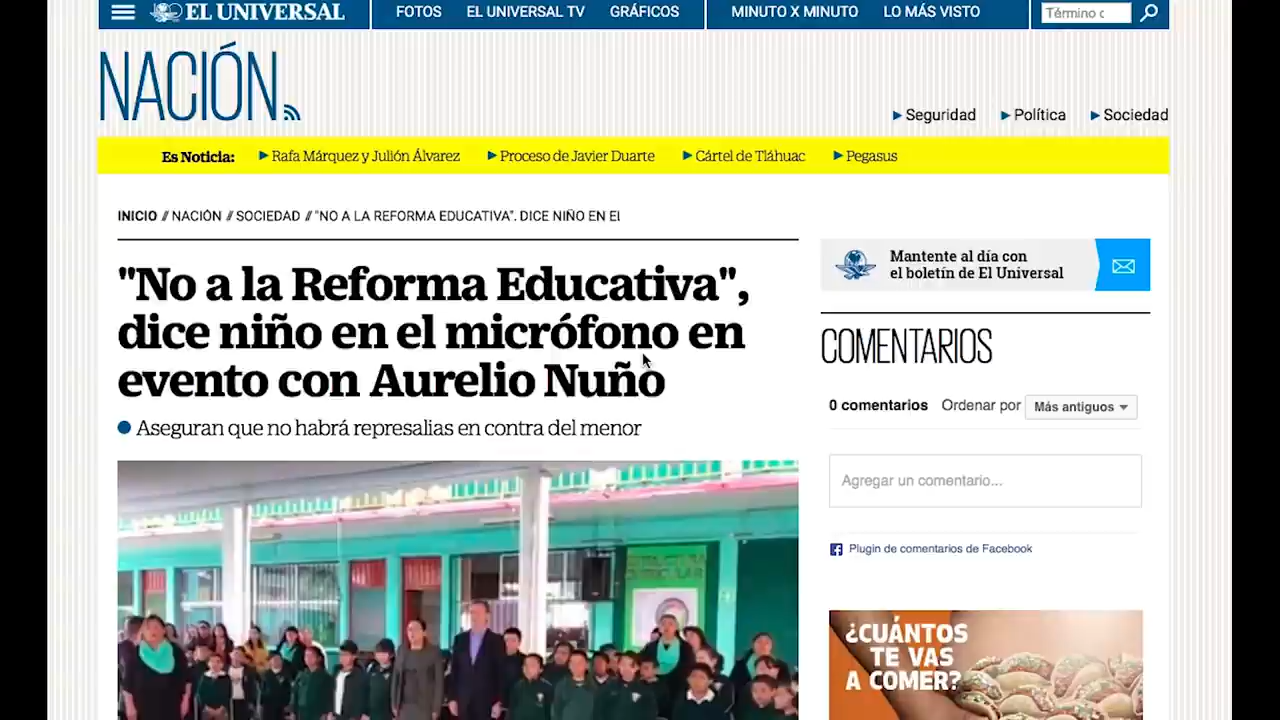 EL UNIVERSAL
FOTOS EL UNIVERSAL TV GRÁFICOS MINUTO X MINUTO LO MÁS VISTO
Término c
NACIÓN
Seguridad Política Sociedad
Es Noticia: Rafa Márquez y Julión Álvarez Proceso de Javier Duarte Cártel de Tláhuac Pegasus
INICIO // NACIÓN // SOCIEDAD // "NO A LA REFORMA EDUCATIVA". DICE NIÑO EN El
"No a la Reforma Educativa",
dice niño en el micrófono en
evento con Aurelio Nuño
Aseguran que no habrá represalias en contra del menor
Mantente al día con
el boletín de El Universal
COMENTARIOS
0 comentarios Ordenar por Más antiguos
Agregar un comentario...
Plugin de comentarios de Facebook
¿CUÁNTOS
TE VAS
A COMER?